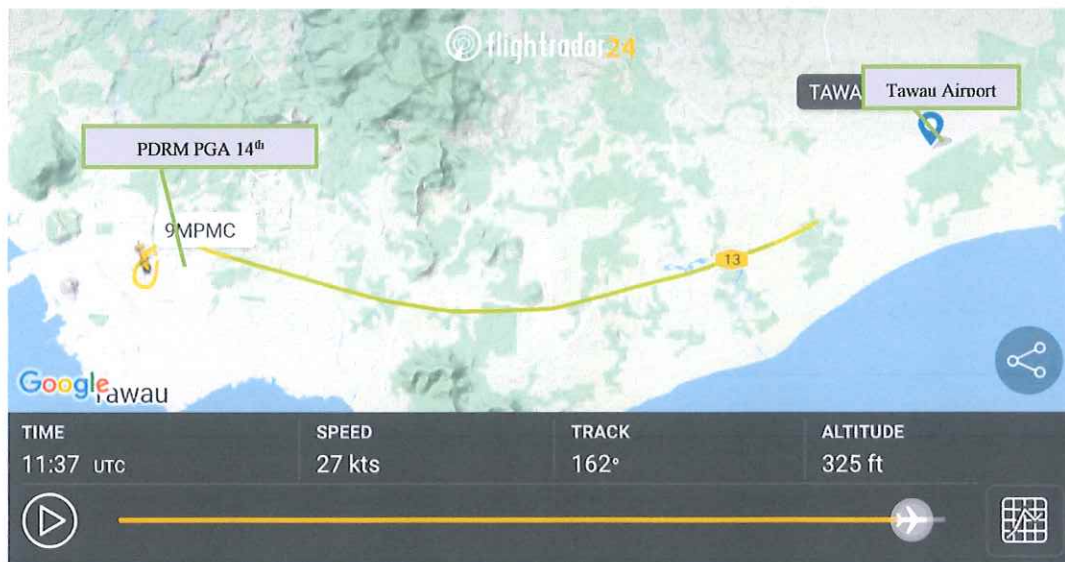 flightradar24
TAWA
Tawau Airport
PDRM PGA 14th
9MPMC
13
Google
Tawau
TIME
11:37 UTC
SPEED
27 kts
TRACK
162°
ALTITUDE
325 ft